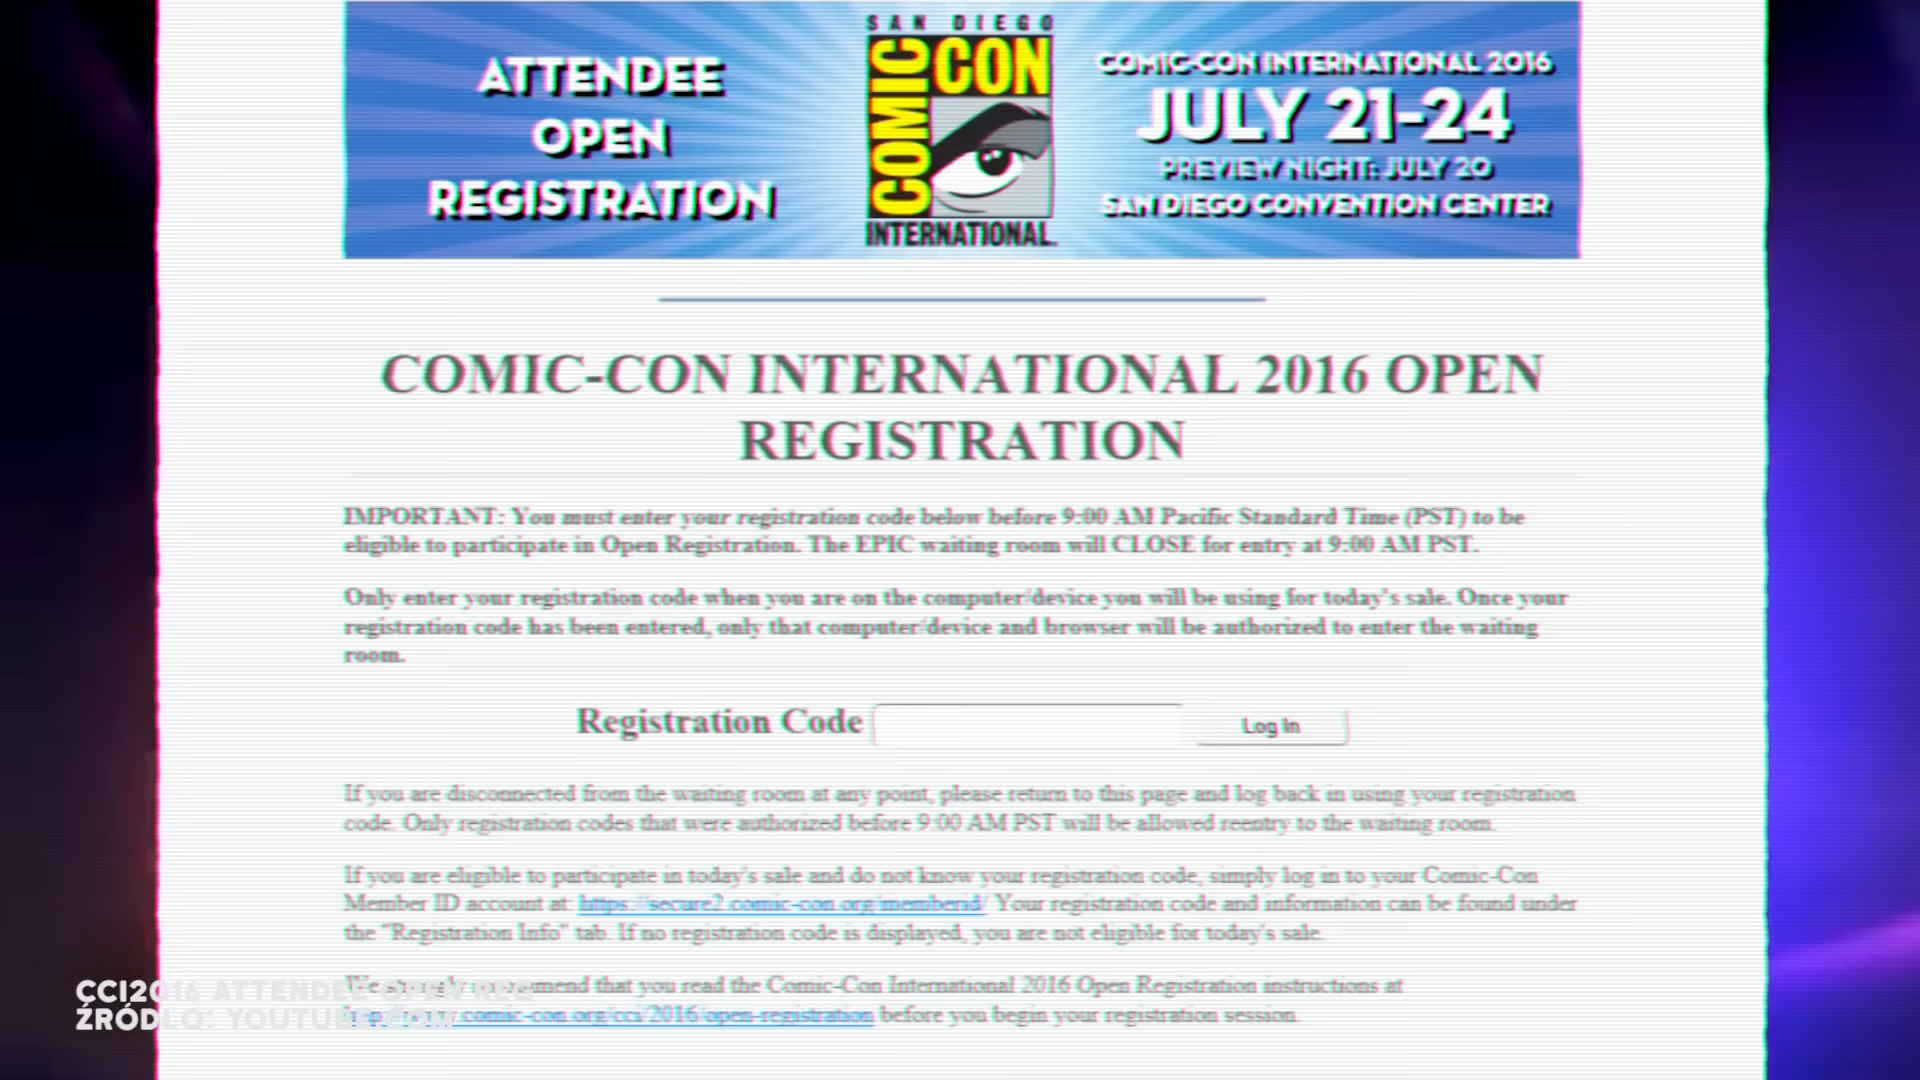 ATTENDEE
OPEN
REGISTRATION
SAN DIEGO
COMIC CON
INTERNATIONAL.
COMIC-CON INTERNATIONAL 2016
JULY 21-24
PREVIEW NIGHT: JULY 20
SAN DIEGO CONVENTION CENTER
COMIC-CON INTERNATIONAL 2016 OPEN
REGISTRATION
IMPORTANT: You must enter your registration code below before 9:00 AM Pacific Standard Time (PST) to be
eligible to participate in Open Registration. The EPIC waiting room will CLOSE for entry at 9:00 AM PST.
Only enter your registration code when you are on the computer/device you will be using for today's sale. Once your
registration code has been entered, only that computer/device and browser will be authorized to enter the waiting
room.
Registration Code
Log In
If you are disconnected from the waiting room at any point, please return to this page and log back in using your registration
code. Only registration codes that were authorized before 9:00 AM PST will be allowed reentry to the waiting room.
If you are eligible to participate in today's sale and do not know your registration code, simply log in to your Comic-Con
Member ID account at: https://secure2.comic-con.org/memberid/ Your registration code and information can be found under
the "Registration Info" tab. If no registration code is displayed, you are not eligible for today's sale.
We strongly recommend that you read the Comic-Con International 2016 Open Registration instructions at
http://www.comic-con.org/cci/2016/open-registration before you begin your registration session.
CCI2016 ATTENDEE OPEN REG
ŹRÓDŁO: YOUTUBE.COM